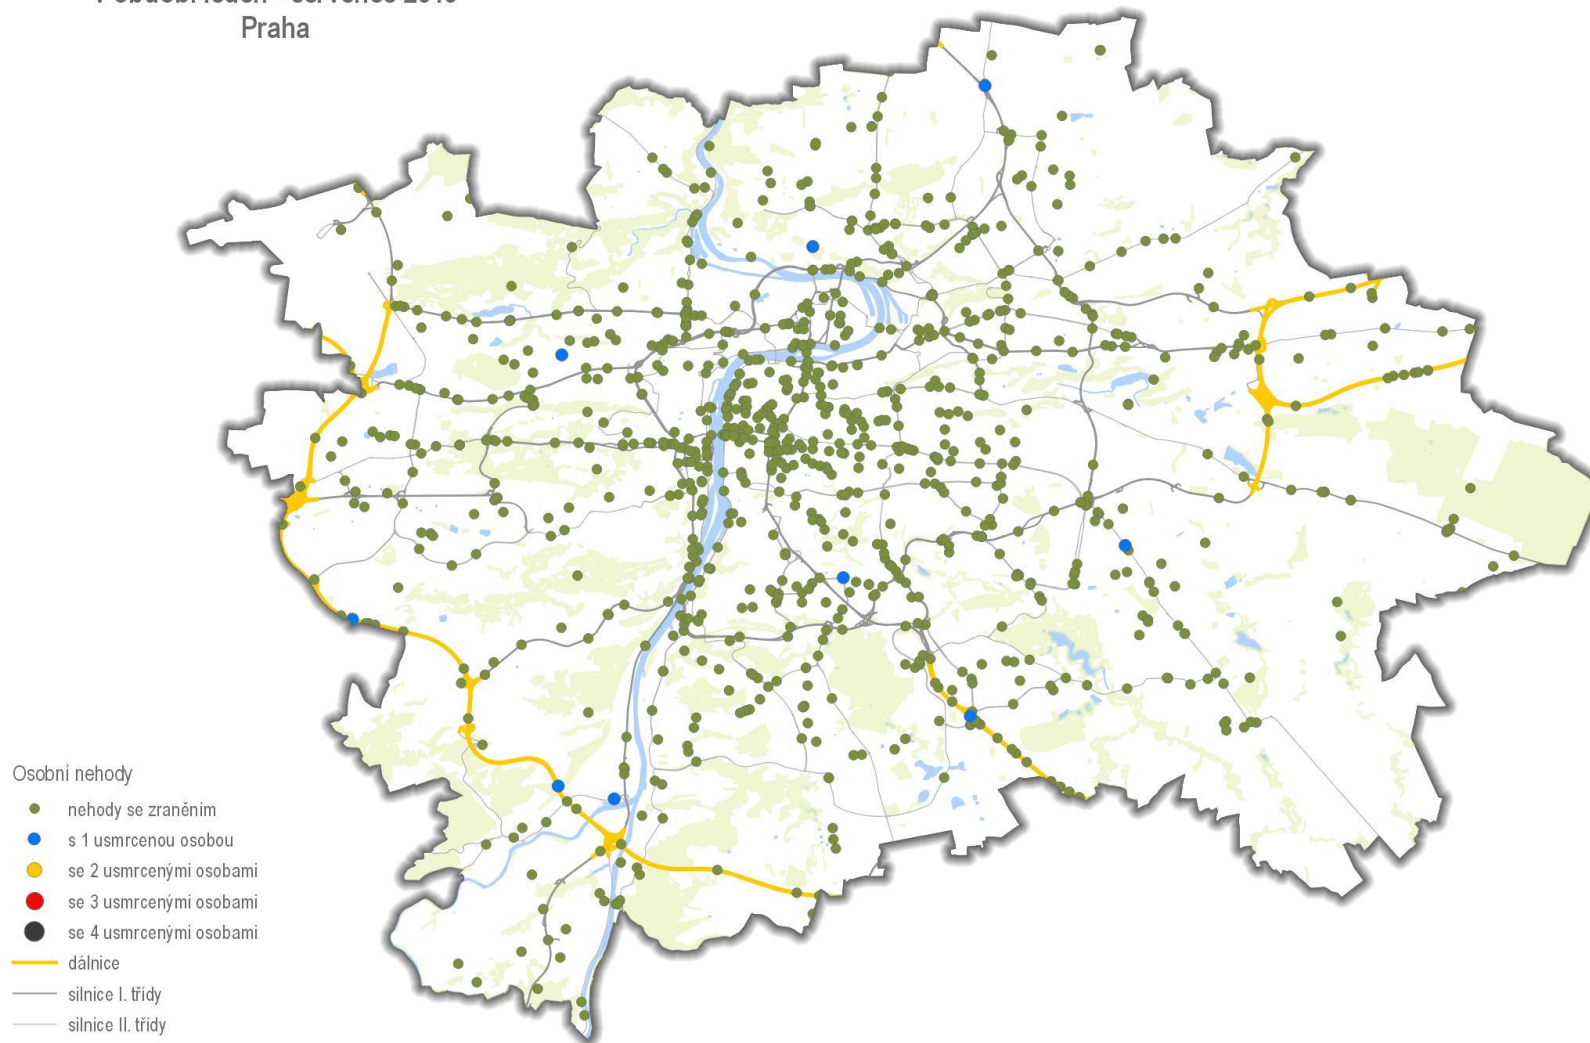 Praha
Osobní nehody
nehody se zraněním
s 1 usmrcenou osobou
se 2 usmrcenými osobami
se 3 usmrcenými osobami
se 4 usmrcenými osobami
dálnice
silnice I. třídy
silnice II. třídy